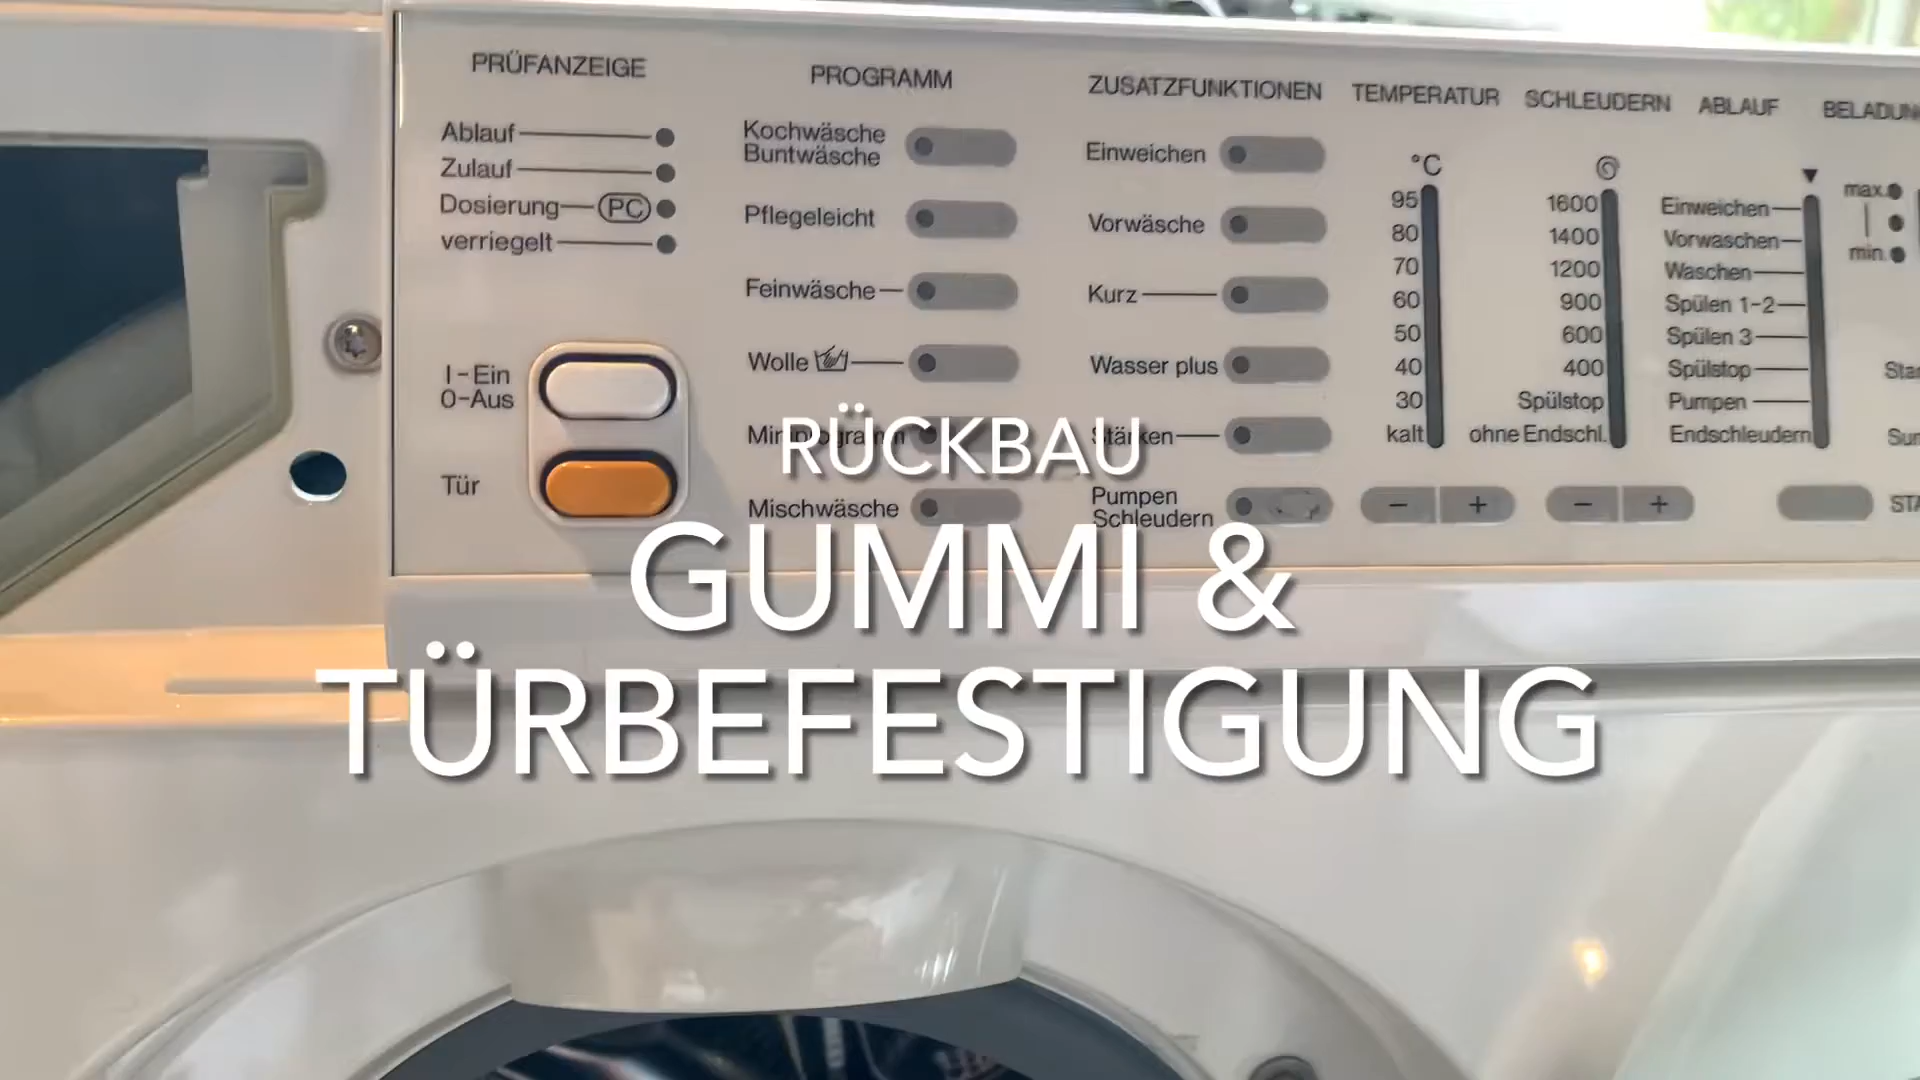 PRÜFANZEIGE
Ablauf
Zulauf
Dosierung PC
verriegelt
I-Ein
0-Aus
Tür
PROGRAMM
Kochwäsche
Buntwäsche
Pflegeleicht
Feinwäsche
Wolle
Miniprogramm
Mischwäsche
ZUSATZFUNKTIONEN
Einweichen
Vorwäsche
Kurz
Wasser plus
Stärken
Pumpen
Schleudern
TEMPERATUR
°C
95
80
70
60
50
40
30
kalt
- +
SCHLEUDERN
1600
1400
1200
900
600
400
Spülstop
ohne Endschl.
- +
ABLAUF
Einweichen
Vorwaschen
Waschen
Spülen 1-2
Spülen 3
Spülstop
Pumpen
Endschleudern
BELADUN
max.
min.
RÜCKBAU
GUMMI &
TÜRBEFESTIGUNG